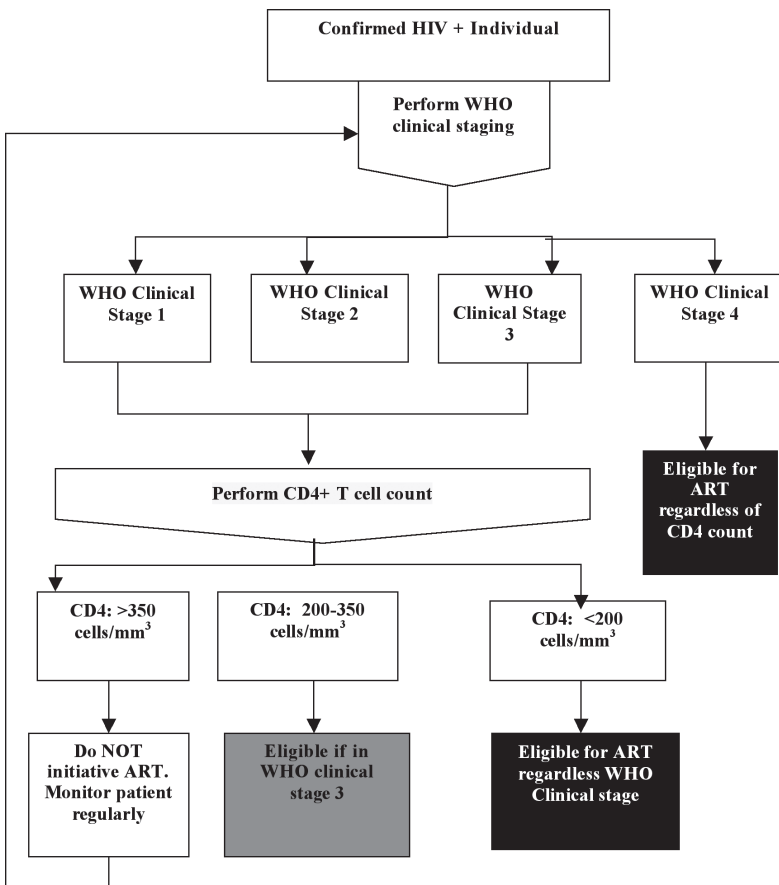 Confirmed HIV + Individual
Perform WHO
clinical staging
WHO Clinical
Stage 1
WHO Clinical
Stage 2
WHO
Clinical Stage
3
WHO Clinical
Stage 4
Perform CD4+ T cell count
Eligible for
ART
regardless of
CD4 count
CD4: >350
cells/mm³
CD4: 200-350
cells/mm³
CD4: <200
cells/mm³
Do NOT
initiative ART.
Monitor patient
regularly
Eligible if in
WHO clinical
stage 3
Eligible for ART
regardless WHO
Clinical stage